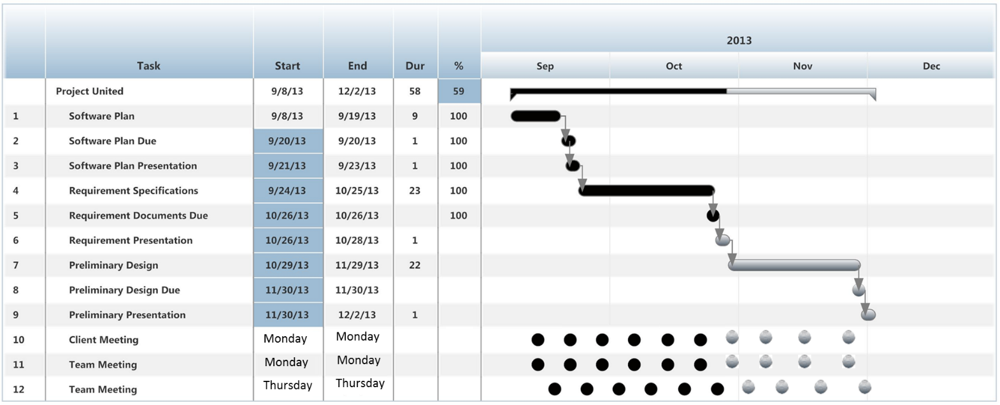 2013
Task Start End Dur % Sep Oct Nov Dec
Project United 9/8/13 12/2/13 58 59
1 Software Plan 9/8/13 9/19/13 9 100
2 Software Plan Due 9/20/13 9/20/13 1 100
3 Software Plan Presentation 9/21/13 9/23/13 1 100
4 Requirement Specifications 9/24/13 10/25/13 23 100
5 Requirement Documents Due 10/26/13 10/26/13 100
6 Requirement Presentation 10/26/13 10/28/13 1
7 Preliminary Design 10/29/13 11/29/13 22
8 Preliminary Design Due 11/30/13 11/30/13
9 Preliminary Presentation 11/30/13 12/2/13 1
10 Client Meeting Monday Monday
11 Team Meeting Monday Monday
12 Team Meeting Thursday Thursday